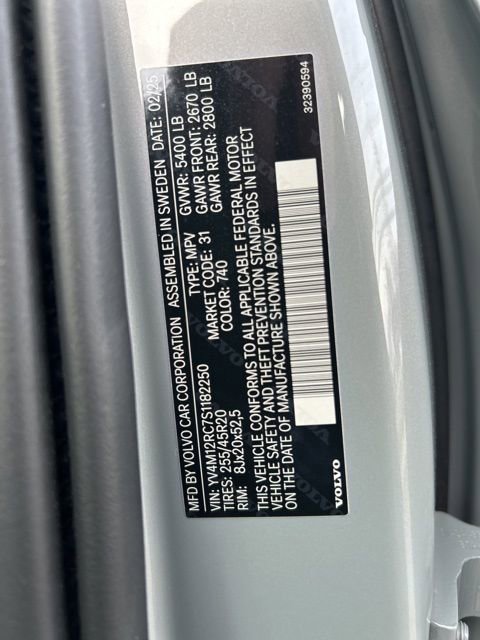 MFD BY VOLVO CAR CORPORATION ASSEMBLED IN SWEDEN DATE: 02/25
VIN: YV4M12RC7S1182250 TYPE: MPV GVWR: 5400 LB
TIRES: 255/45R20 MARKET CODE: 31 GAWR FRONT: 2670 LB
RIM: 8Jx20x52,5 COLOR: 740 GAWR REAR: 2800 LB
THIS VEHICLE CONFORMS TO ALL APPLICABLE FEDERAL MOTOR
VEHICLE SAFETY AND THEFT PREVENTION STANDARDS IN EFFECT
ON THE DATE OF MANUFACTURE SHOWN ABOVE.
VOLVO 32390594